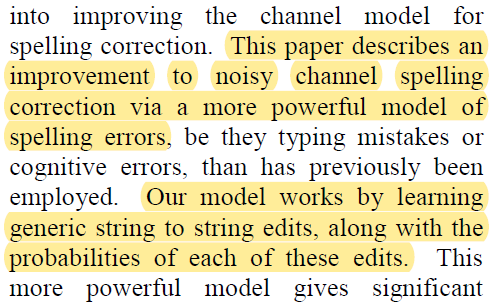 into improving the channel model for
spelling correction. This paper describes an
improvement to noisy channel spelling
correction via a more powerful model of
spelling errors, be they typing mistakes or
cognitive errors, than has previously been
employed. Our model works by learning
generic string to string edits, along with the
probabilities of each of these edits. This
more powerful model gives significant